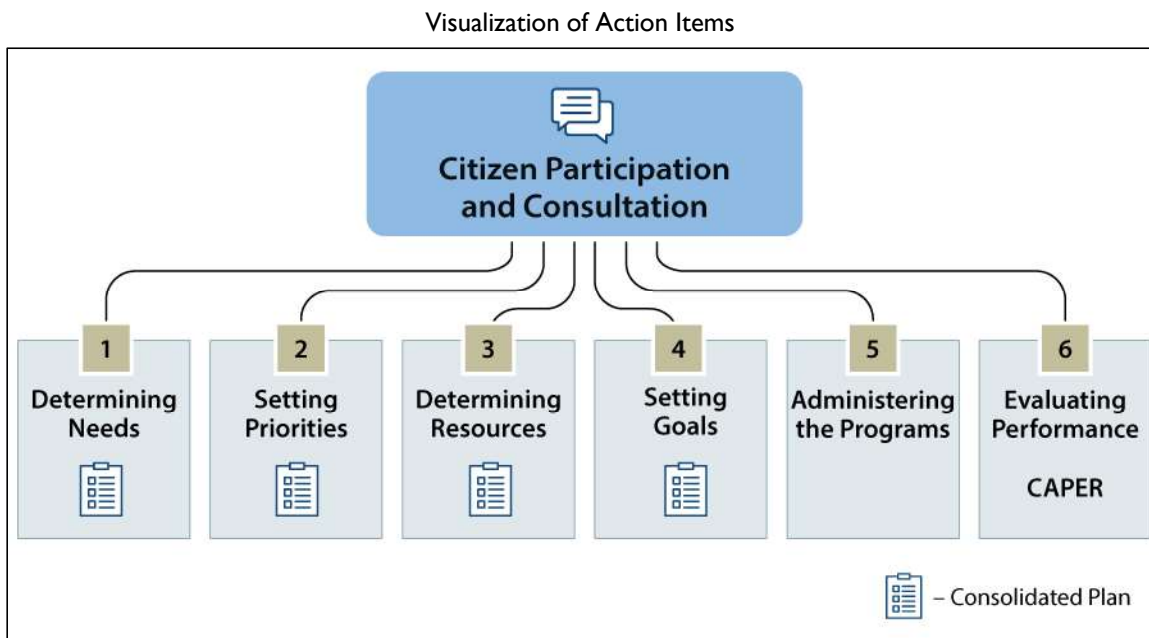 Visualization of Action Items
Citizen Participation
and Consultation
1
Determining
Needs
2
Setting
Priorities
3
Determining
Resources
4
Setting
Goals
5
Administering
the Programs
6
Evaluating
Performance
CAPER
– Consolidated Plan